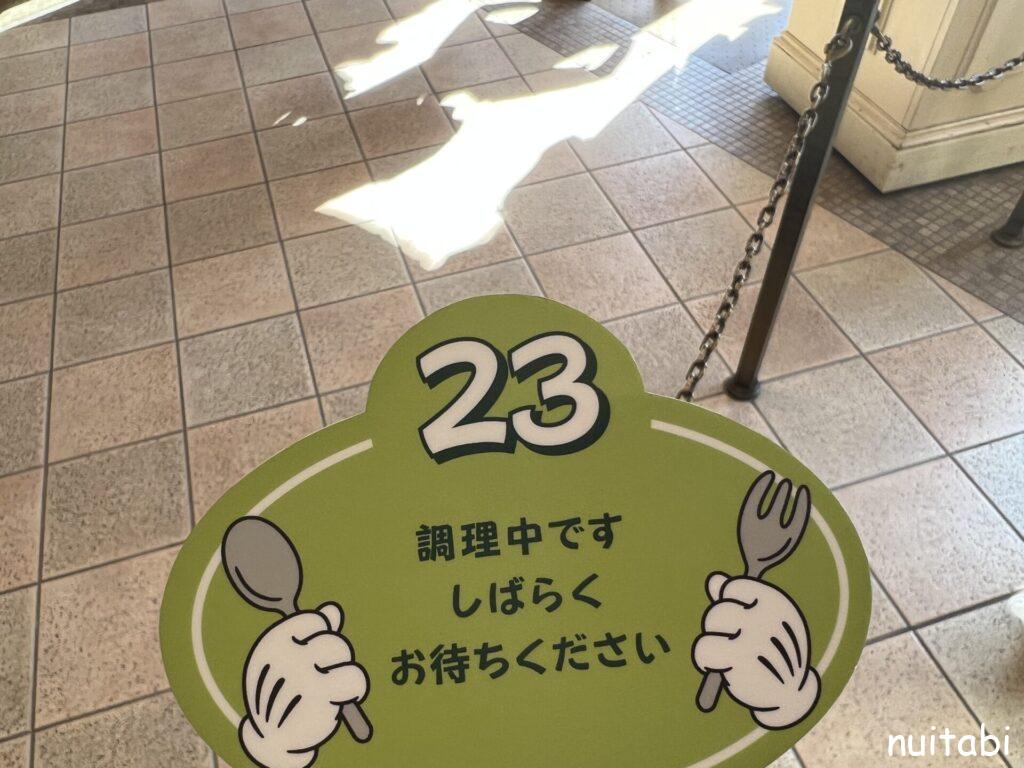 23
調理中です
しばらく
お待ちください
nuitabi